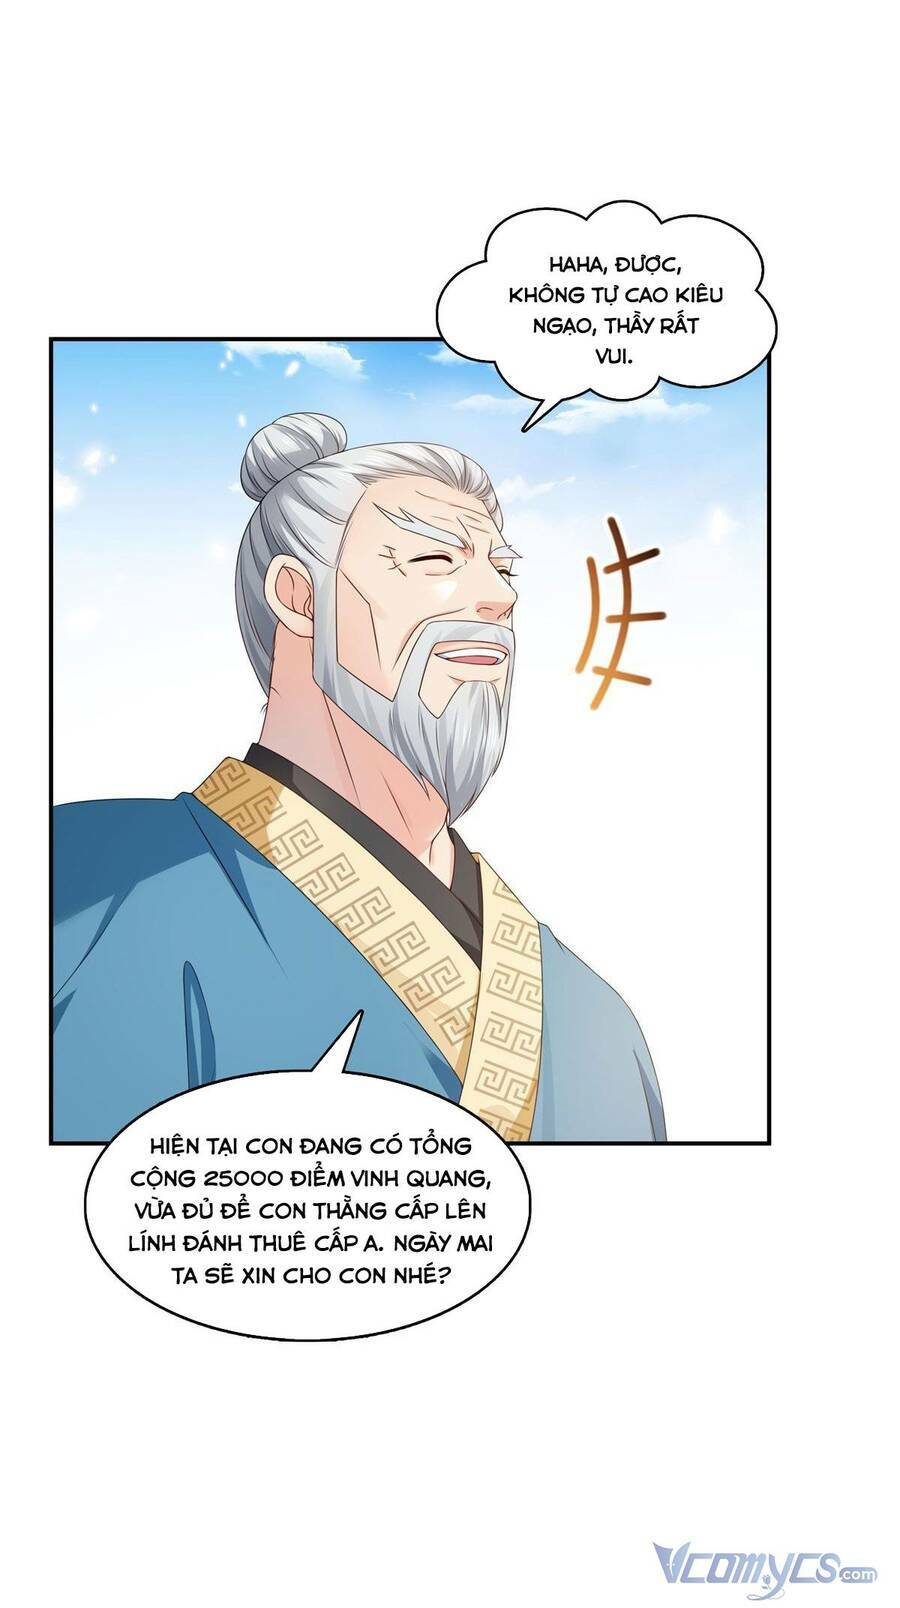 HAHA, ĐƯỢC,
KHÔNG TỰ CAO KIÊU
NGẠO, THẦY RẤT
VUI.
HIỆN TẠI CON ĐANG CÓ TỔNG
CỘNG 25000 ĐIỂM VINH QUANG,
VỪA ĐỦ ĐỂ CON THẰNG CẤP LÊN
LÍNH ĐÁNH THUÊ CẤP A. NGÀY MAI
TA SẼ XIN CHO CON NHÉ?
VCOMYCS.com